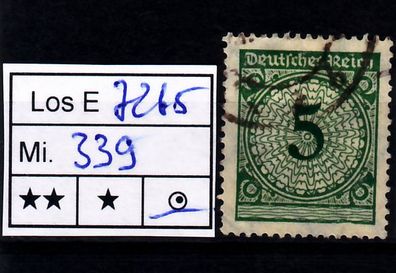 Los E 7265
Mi. 339
★★ ★
Deutsches Reich
5